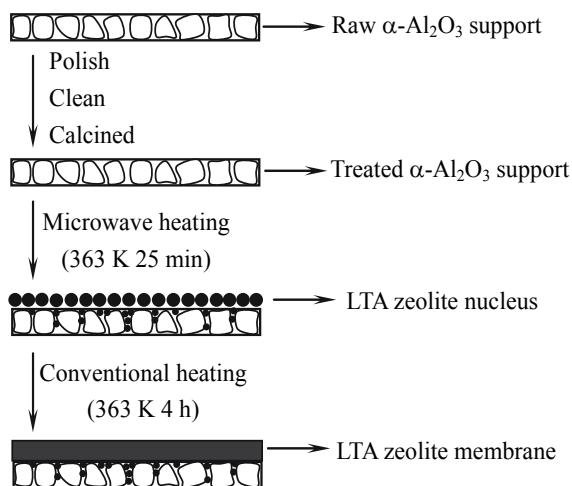 Raw α-Al₂O₃ support
Polish
Clean
Calcined
Treated α-Al₂O₃ support
Microwave heating
(363 K 25 min)
LTA zeolite nucleus
Conventional heating
(363 K 4 h)
LTA zeolite membrane